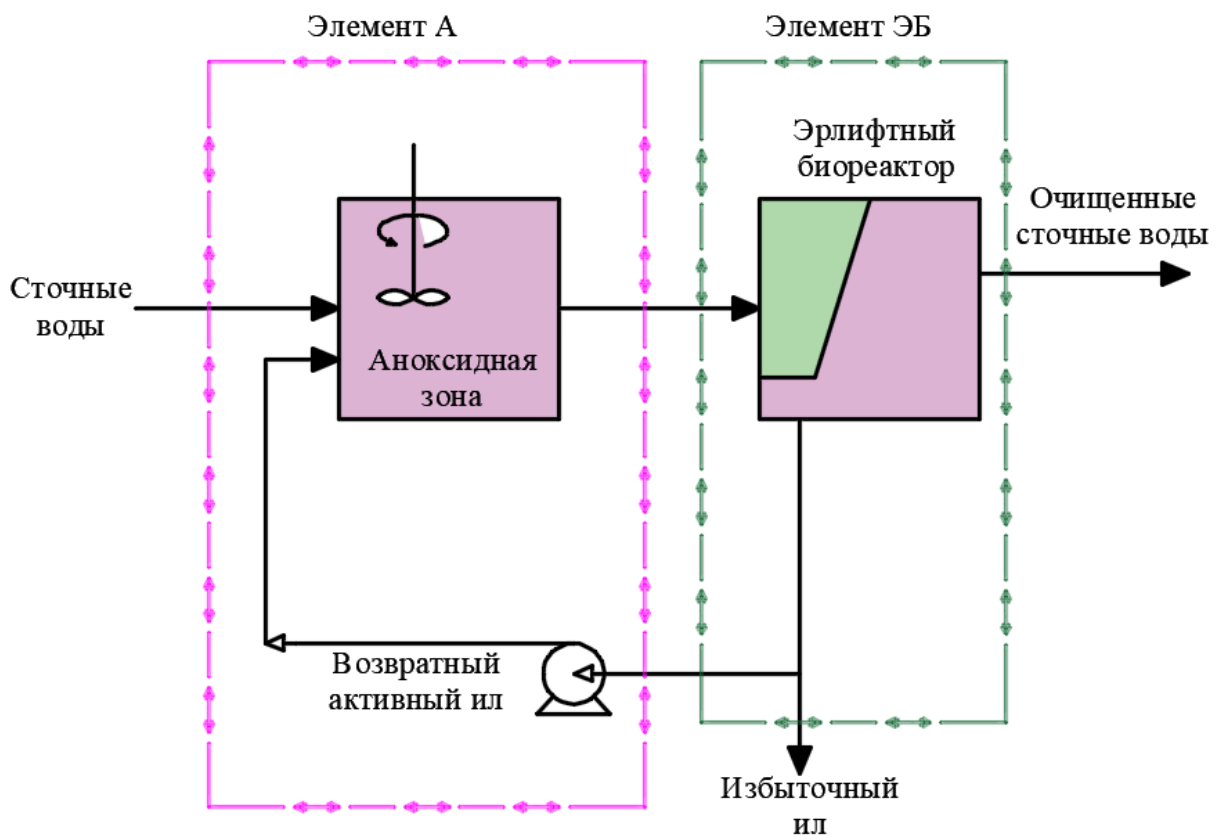 Элемент А
Элемент ЭБ
Эрлифтный
биореактор
Очищенные
сточные воды
Сточные
воды
Аноксидная
зона
Возвратный
активный ил
Избыточный
ил